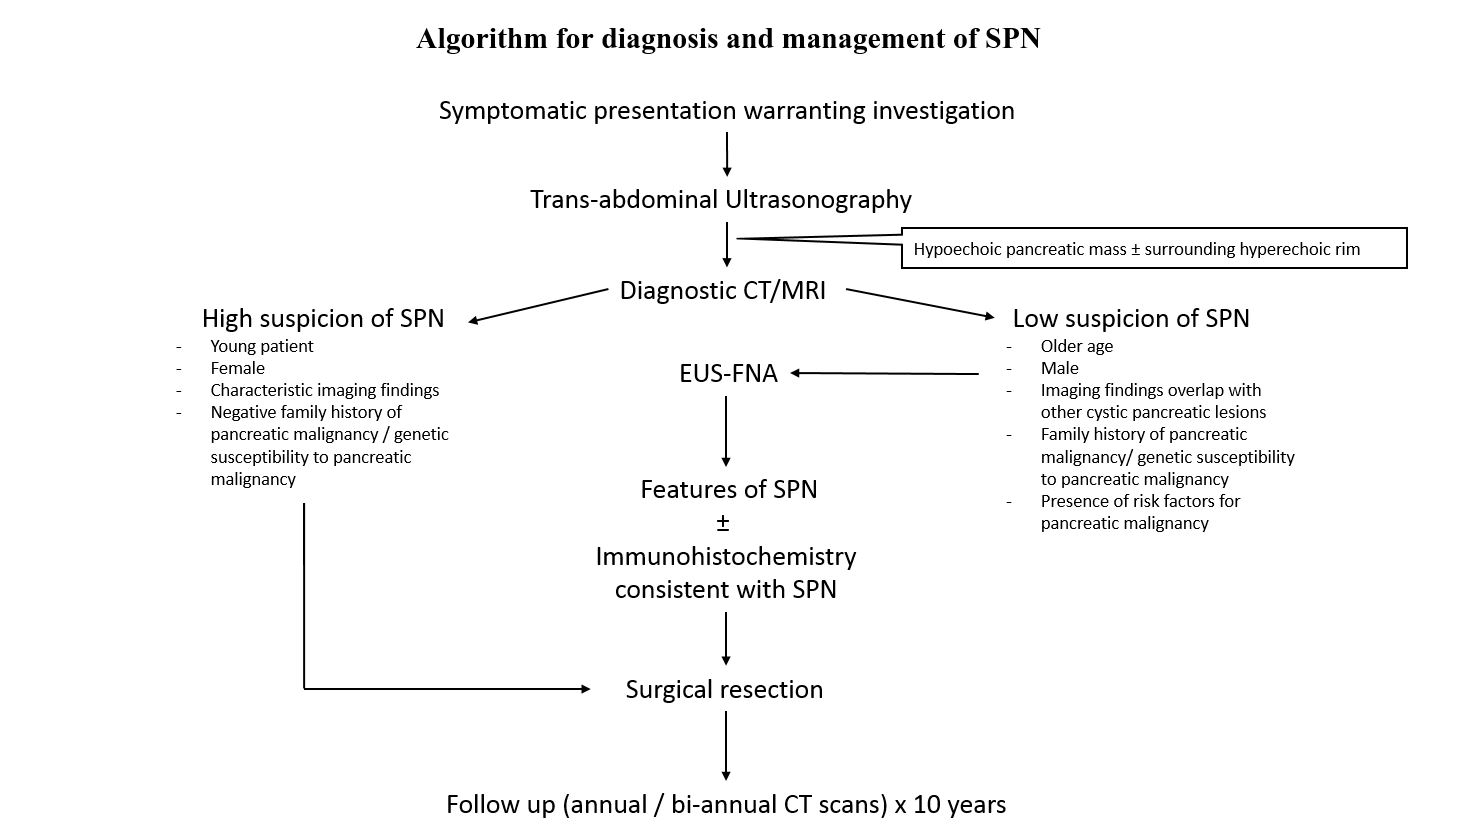 Algorithm for diagnosis and management of SPN
Symptomatic presentation warranting investigation
Trans-abdominal Ultrasonography
Hypoechoic pancreatic mass ± surrounding hyperechoic rim
Diagnostic CT/MRI
High suspicion of SPN
- Young patient
- Female
- Characteristic imaging findings
- Negative family history of
pancreatic malignancy / genetic
susceptibility to pancreatic
malignancy
Low suspicion of SPN
- Older age
- Male
- Imaging findings overlap with
other cystic pancreatic lesions
- Family history of pancreatic
malignancy/ genetic susceptibility
to pancreatic malignancy
- Presence of risk factors for
pancreatic malignancy
EUS-FNA
Features of SPN
±
Immunohistochemistry
consistent with SPN
Surgical resection
Follow up (annual / bi-annual CT scans) x 10 years